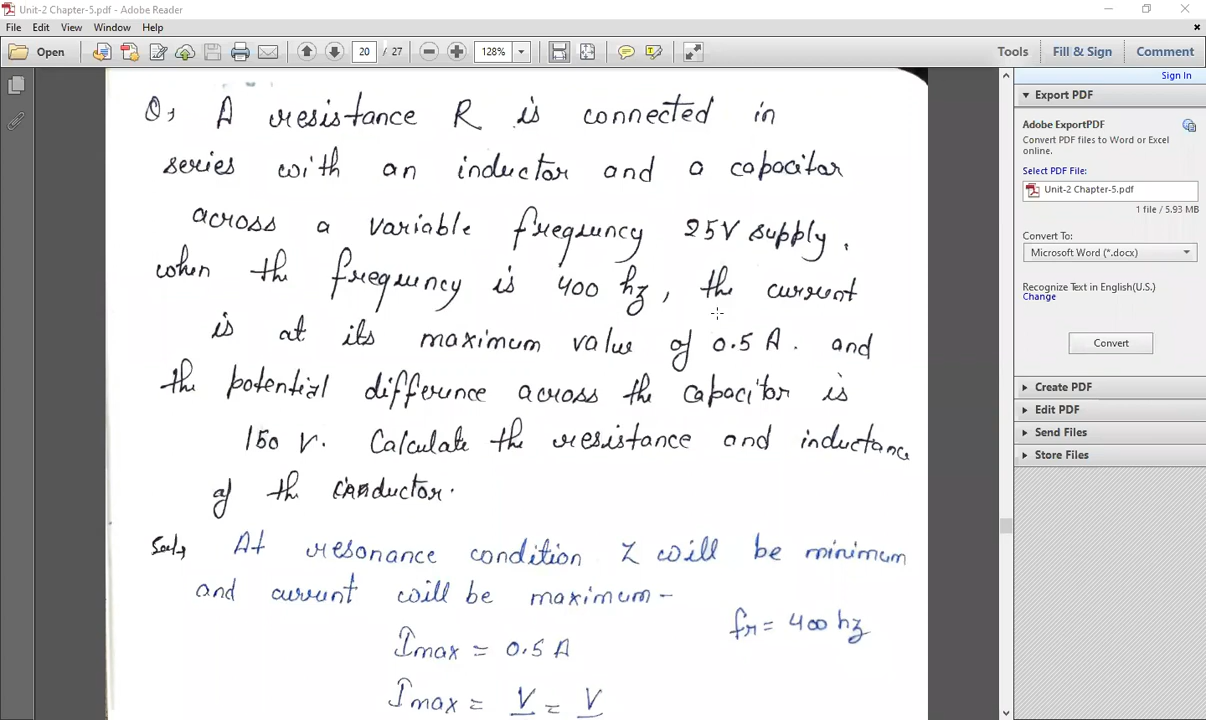 Unit-2 Chapter-5.pdf - Adobe Reader
File Edit View Window Help
Open 20 / 27 128% Tools Fill & Sign Comment
Sign In
Export PDF
Adobe ExportPDF
Convert PDF files to Word or Excel
online.
Select PDF File:
Unit-2 Chapter-5.pdf
1 file / 5.93 MB
Convert To:
Microsoft Word (*.docx)
Recognize Text in English(U.S.)
Change
Convert
Create PDF
Edit PDF
Send Files
Store Files
Q, A resistance R is connected in
series with an inductor and a capacitor
across a variable frequency 25V supply.
when the frequency is 400 hz, the current
is at its maximum value of 0.5 A. and
the potential difference across the capacitor is
150 V. Calculate the resistance and inductance
of the conductor.
Sol, At resonance condition Z will be minimum
and current will be maximum-
fr = 400 hz
Imax = 0.5 A
Imax = V = V